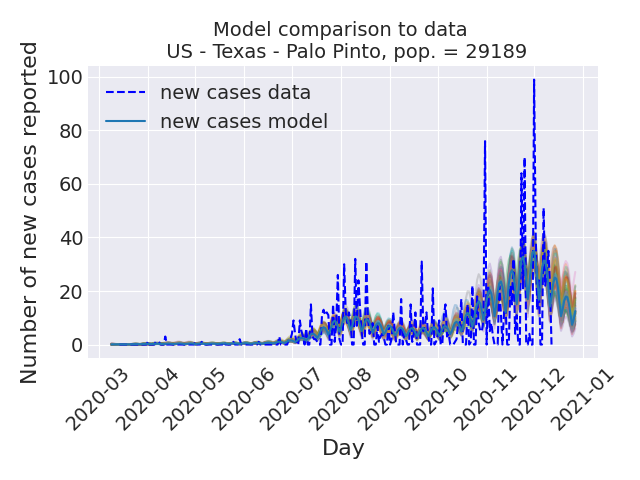 Model comparison to data
US - Texas - Palo Pinto, pop. = 29189
Number of new cases reported
100
80
60
40
20
0
new cases data
new cases model
2020-03
2020-04
2020-05
2020-06
2020-07
2020-08
2020-09
2020-10
2020-11
2020-12
2021-01
Day